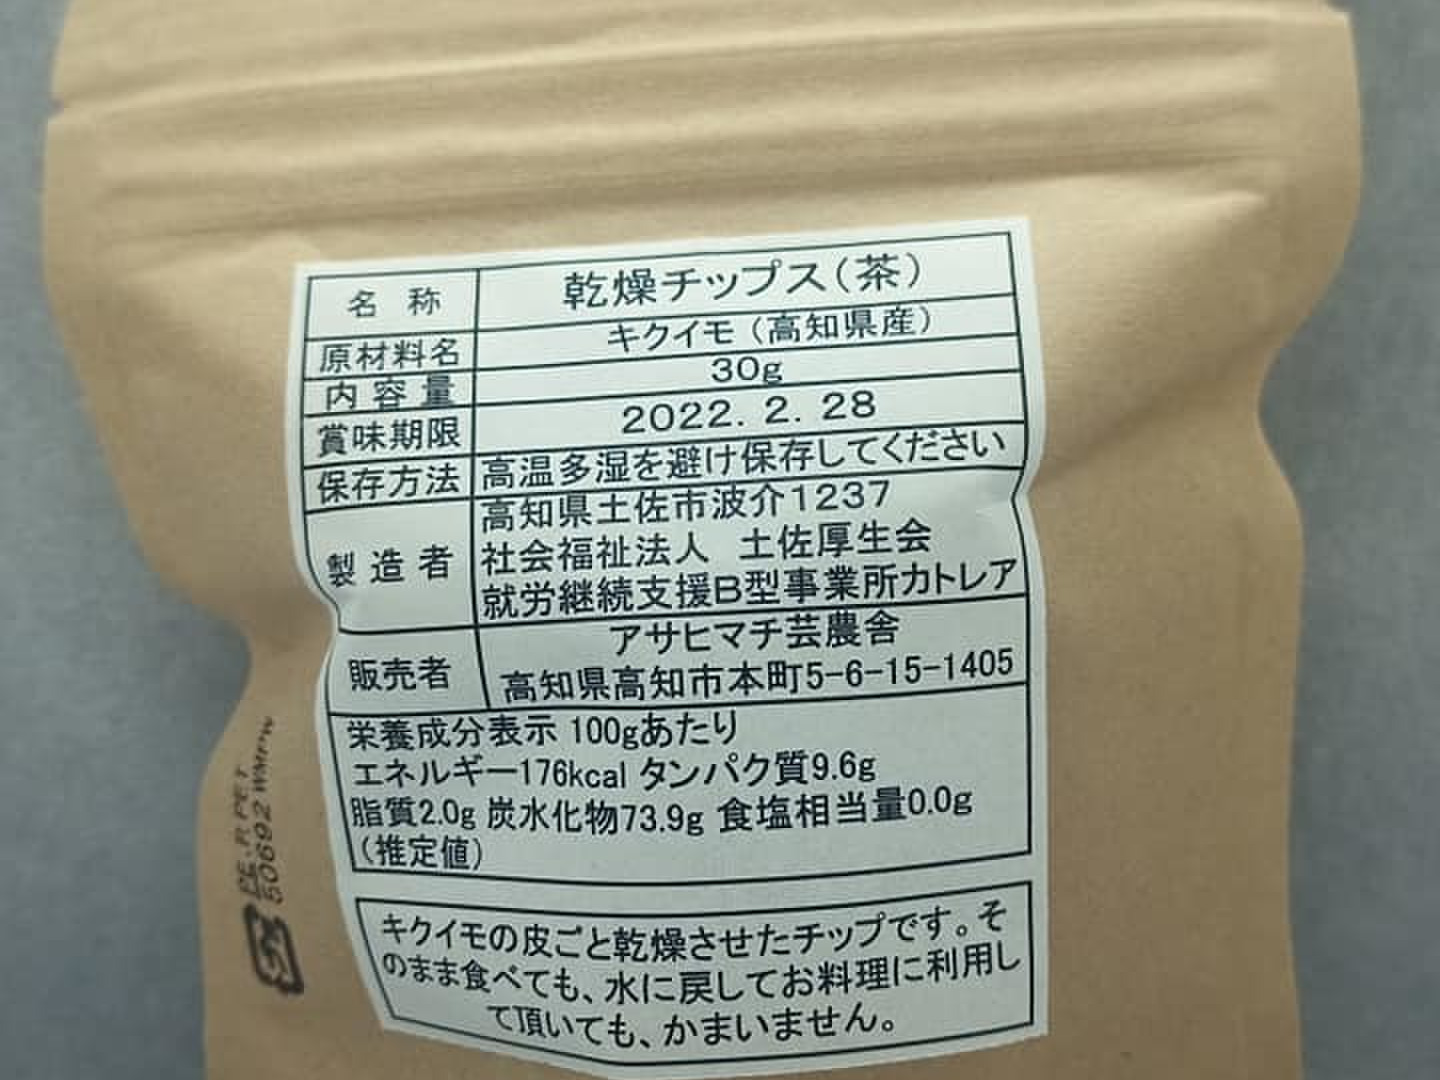 名 称 乾燥チップス（茶）
原材料名 キクイモ（高知県産）
内容量 30g
賞味期限 2022. 2. 28
保存方法 高温多湿を避け保存してください
製造者 高知県土佐市波介1237
社会福祉法人 土佐厚生会
就労継続支援B型事業所カトレア
販売者 アサヒマチ芸農舎
高知県高知市本町5-6-15-1405
栄養成分表示 100gあたり
エネルギー176kcal タンパク質9.6g
脂質2.0g 炭水化物73.9g 食塩相当量0.0g
（推定値）
キクイモの皮ごと乾燥させたチップです。そ
のまま食べても、水に戻してお料理に利用し
て頂いても、かまいません。
PE.P.PET
50692 WMPW